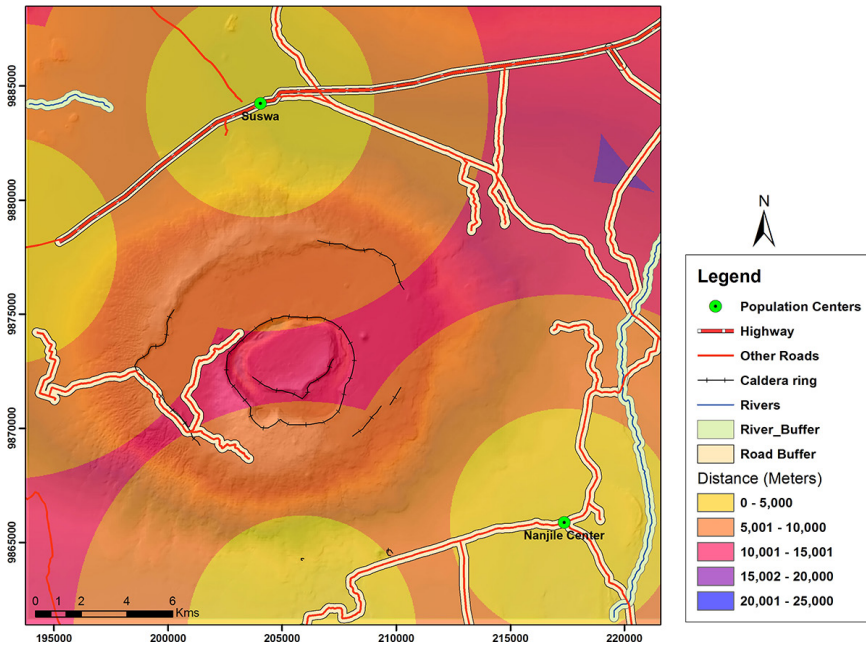 9885000
9880000
9875000
9870000
9865000
Suswa
Nanjile Center
0 1 2 4 6
Kms
195000 200000 205000 210000 215000 220000
N
Legend
Population Centers
Highway
Other Roads
Caldera ring
Rivers
River_Buffer
Road Buffer
Distance (Meters)
0 - 5,000
5,001 - 10,000
10,001 - 15,001
15,002 - 20,000
20,001 - 25,000